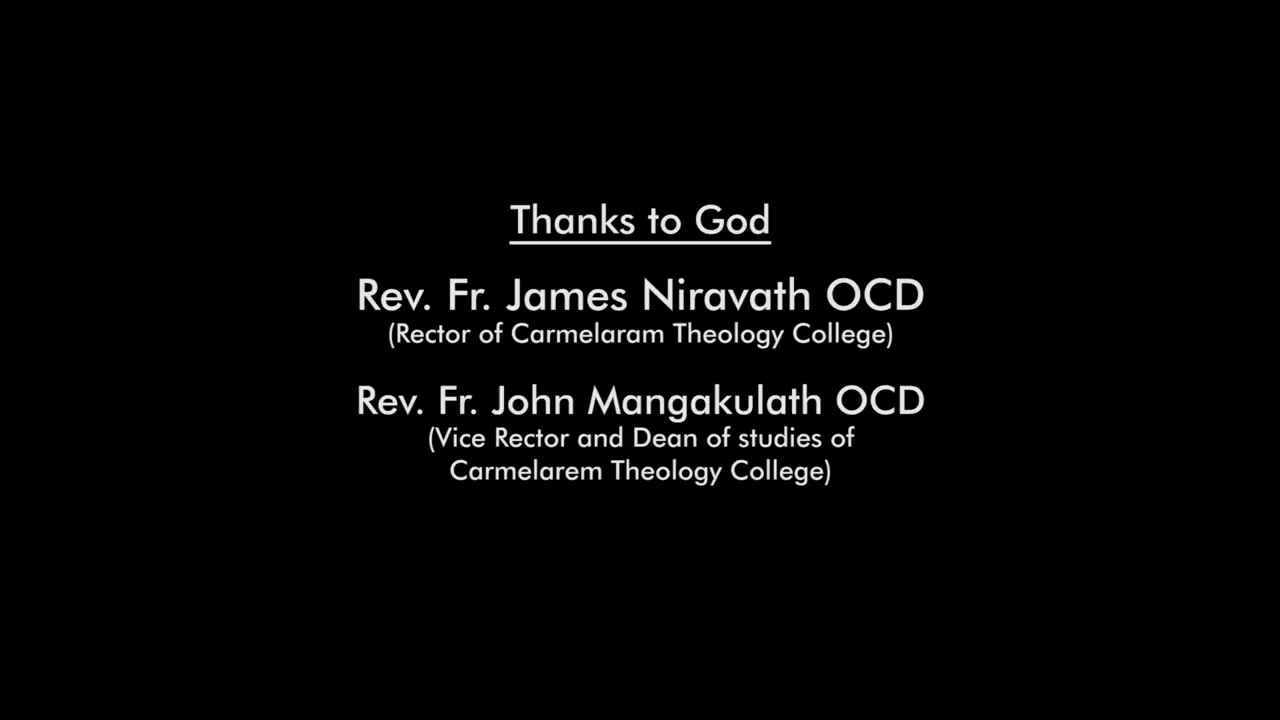 Thanks to God
Rev. Fr. James Niravath OCD
(Rector of Carmelaram Theology College)
Rev. Fr. John Mangakulath OCD
(Vice Rector and Dean of studies of
Carmelarem Theology College)